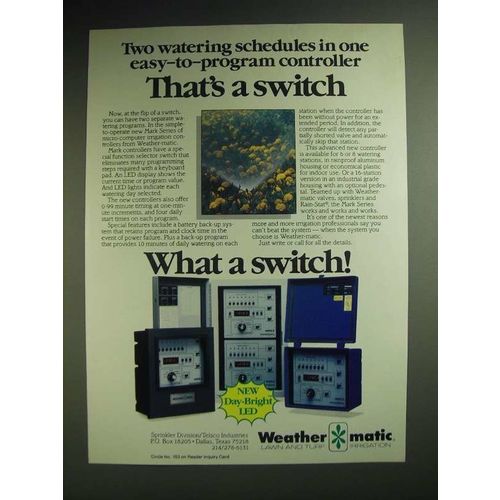 Two watering schedules in one
easy-to-program controller
That's a switch
Now, at the flip of a switch,
you can have two separate wa-
tering programs. In the simple-
to-operate new Mark Series of
micro-computer irrigation con-
trollers from Weather-matic.
Mark controllers have a spe-
cial function selector switch that
eliminates many programming
steps required with a keyboard
pad. An LED display shows the
current time or program value.
And LED lights indicate each
watering day selected.
The new controllers also offer
0-99 minute timing at one-min-
ute increments, and four daily
start times on each program.
Special features include a battery back-up sys-
tem that retains program and clock time in the
event of power failure. Plus a back-up program
that provides 10 minutes of daily watering on each
station when the controller has
been without power for an ex-
tended period. In addition, the
controller will detect any par-
tially shorted valve and automati-
cally skip that station.
This advanced new controller
is available for 6 or 8 watering
stations, in rainproof aluminum
housing or economical plastic
for indoor use. Or a 16-station
version in an industrial grade
housing with an optional pedes-
tal. Teamed up with Weather-
matic valves, sprinklers and
Rain-Stat®, the Mark Series
works and works and works.
It's one of the newest reasons
more and more irrigation professionals say you
can't beat the system — when the system you
choose is Weather-matic.
Just write or call for all the details.
What a switch!
NEW
Day-Bright
LED
Sprinkler Division/Telsco Industries
P.O. Box 18205 • Dallas, Texas 75218
214/278-6131
Weather matic®
LAWN AND TURF IRRIGATION
Circle No. 153 on Reader Inquiry Card